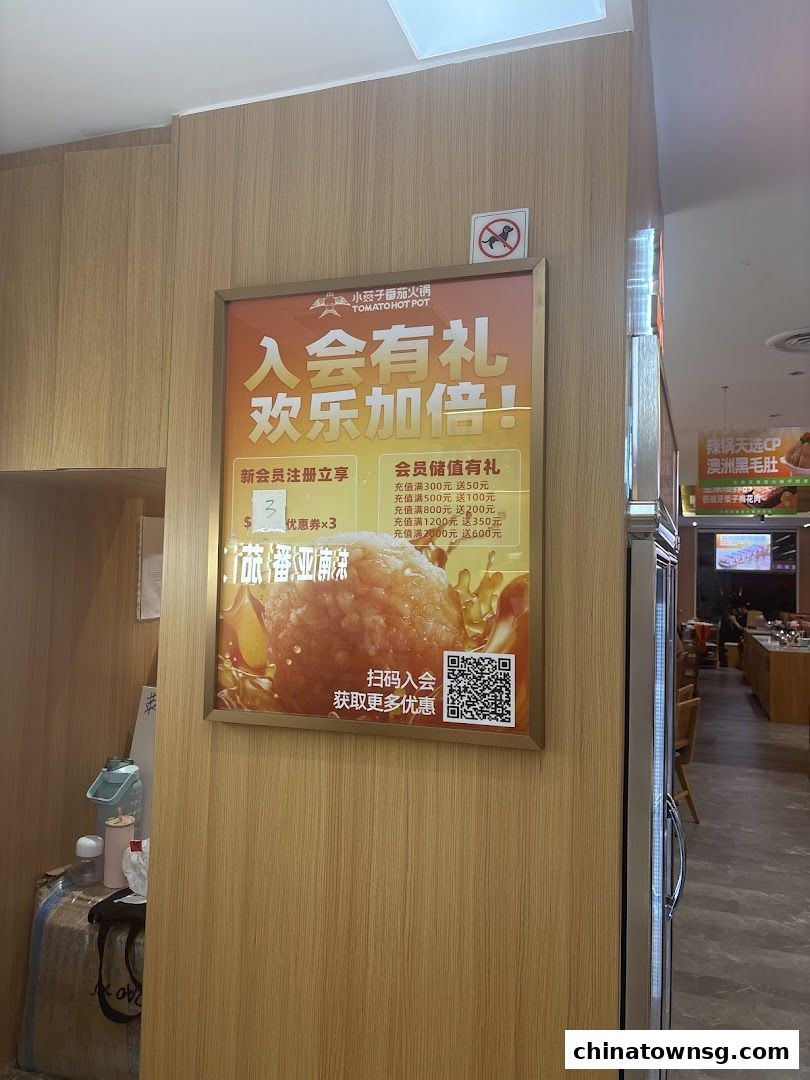 小燕子番茄火锅
TOMATO HOT POT
入会有礼
欢乐加倍!
新会员注册立享
$3优惠券×3
会员储值有礼
充值满300元 送50元
充值满500元 送100元
充值满800元 送200元
充值满1200元 送350元
充值满2000元 送600元
扫码入会
获取更多优惠
辣锅天选CP
澳洲黑毛肚
chinatownsg.com